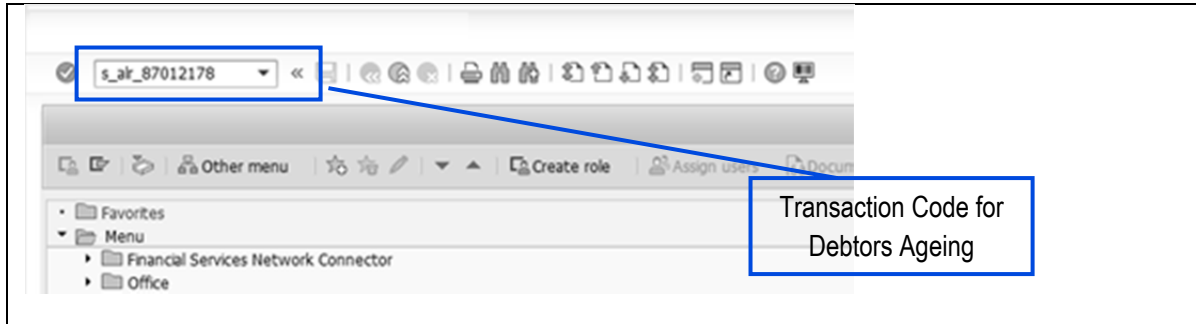 s_alr_87012178
Other menu Create role Assign users Docum
Favorites
Menu
Financial Services Network Connector
Office
Transaction Code for
Debtors Ageing